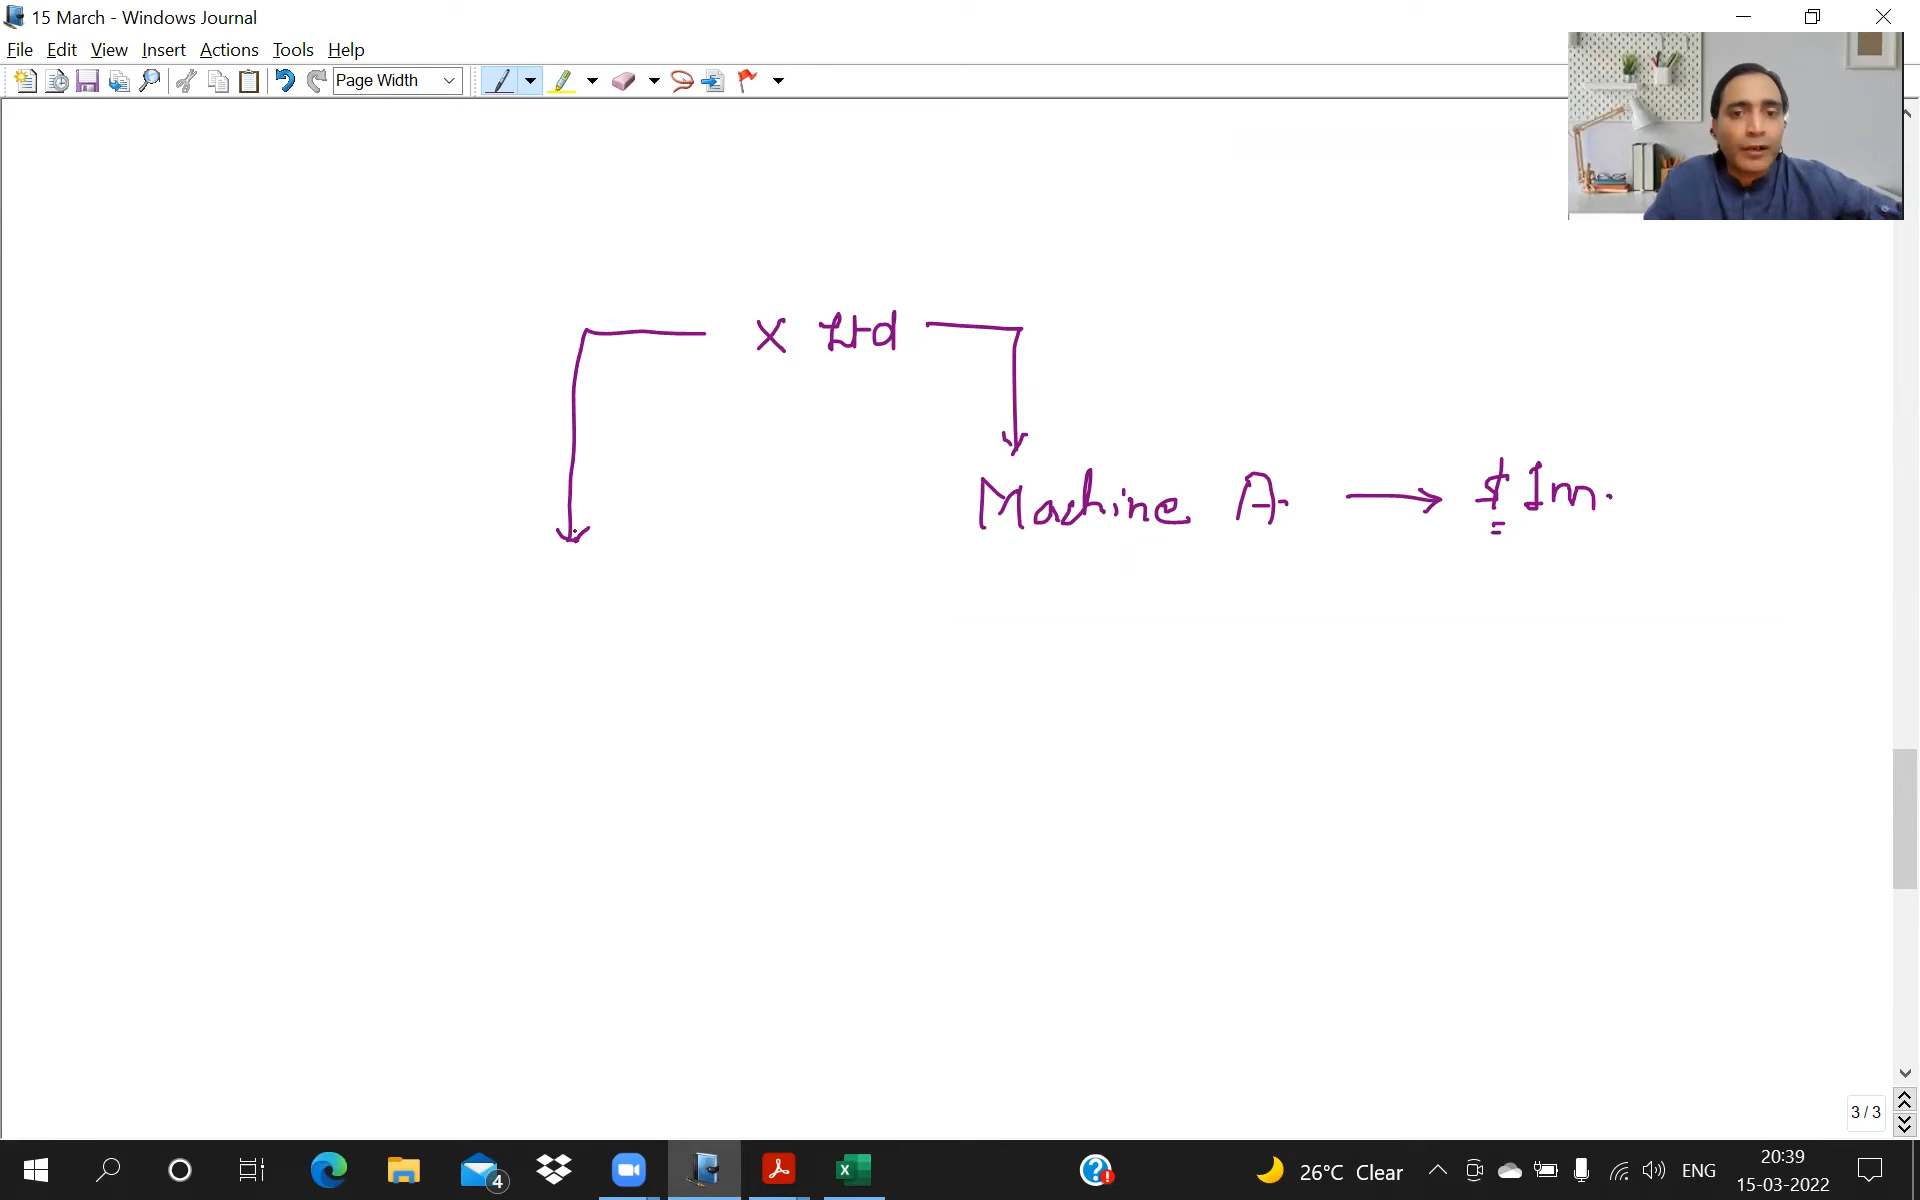 15 March - Windows Journal
File Edit View Insert Actions Tools Help
Page Width
X Ltd
Machine A. → $ 1m.
3 / 3
4
26°C Clear
ENG
20:39
15-03-2022